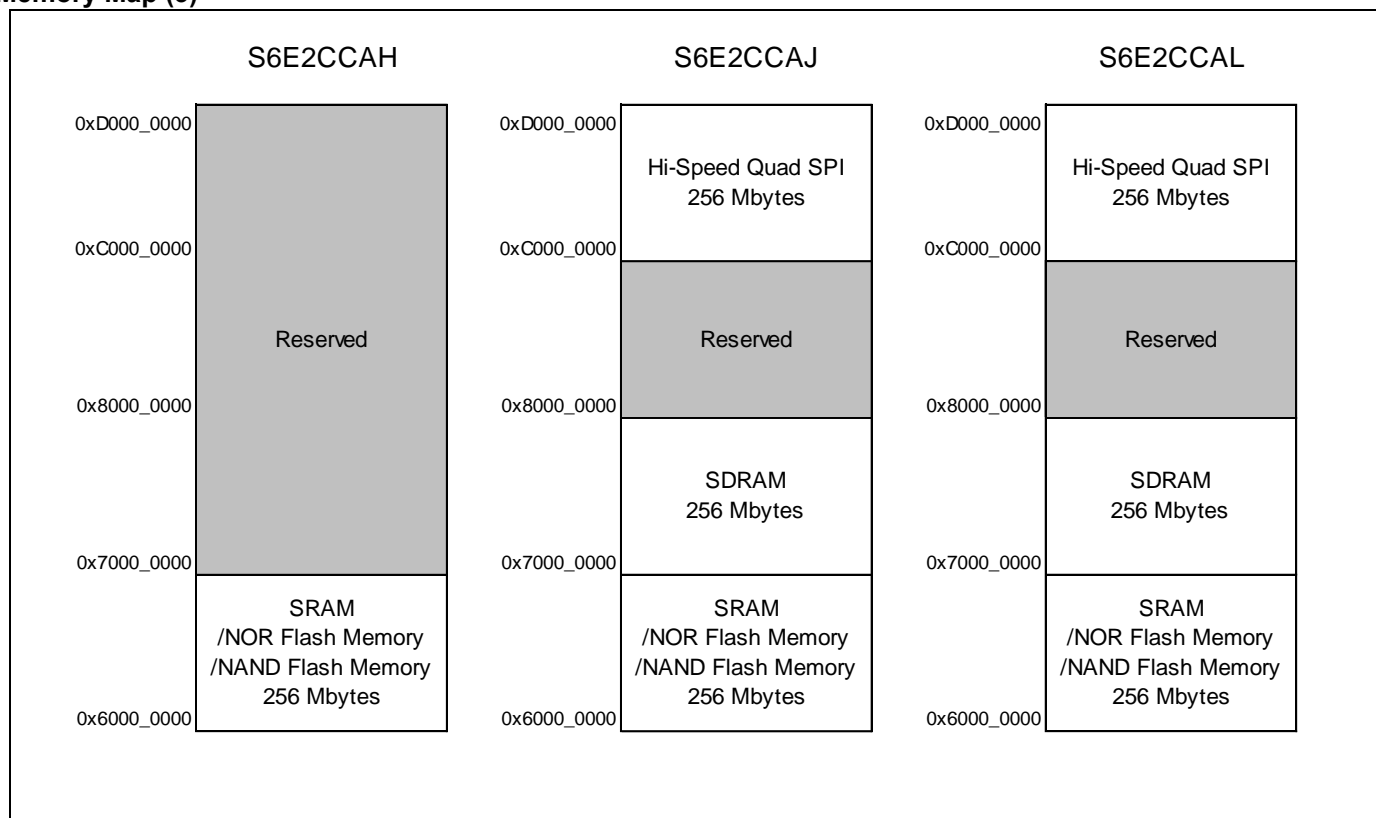 S6E2CCAH
0xD000_0000
0xC000_0000
Reserved
0x8000_0000
0x7000_0000
SRAM
/NOR Flash Memory
/NAND Flash Memory
256 Mbytes
0x6000_0000
S6E2CCAJ
0xD000_0000
Hi-Speed Quad SPI
256 Mbytes
0xC000_0000
Reserved
0x8000_0000
SDRAM
256 Mbytes
0x7000_0000
SRAM
/NOR Flash Memory
/NAND Flash Memory
256 Mbytes
0x6000_0000
S6E2CCAL
0xD000_0000
Hi-Speed Quad SPI
256 Mbytes
0xC000_0000
Reserved
0x8000_0000
SDRAM
256 Mbytes
0x7000_0000
SRAM
/NOR Flash Memory
/NAND Flash Memory
256 Mbytes
0x6000_0000